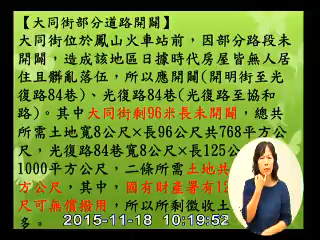 【大同街部分道路開闢】
大同街位於鳳山火車站前，因部分路段未
開闢，造成該地區日據時代房屋皆無人居
住且髒亂落伍，所以應開闢(開明街至光
復路84巷)、光復路84巷(光復路至協和
路)。其中大同街剩96米長未開闢，總共
所需土地寬8公尺×長96公尺共768平方公
尺，光復路84巷寬8公尺×長125公
1000平方公尺，二條所需土地共
方公尺，其中，國有財產署有12
尺可無償撥用，所以所剩徵收土
多。
2015-11-18 10:19:52